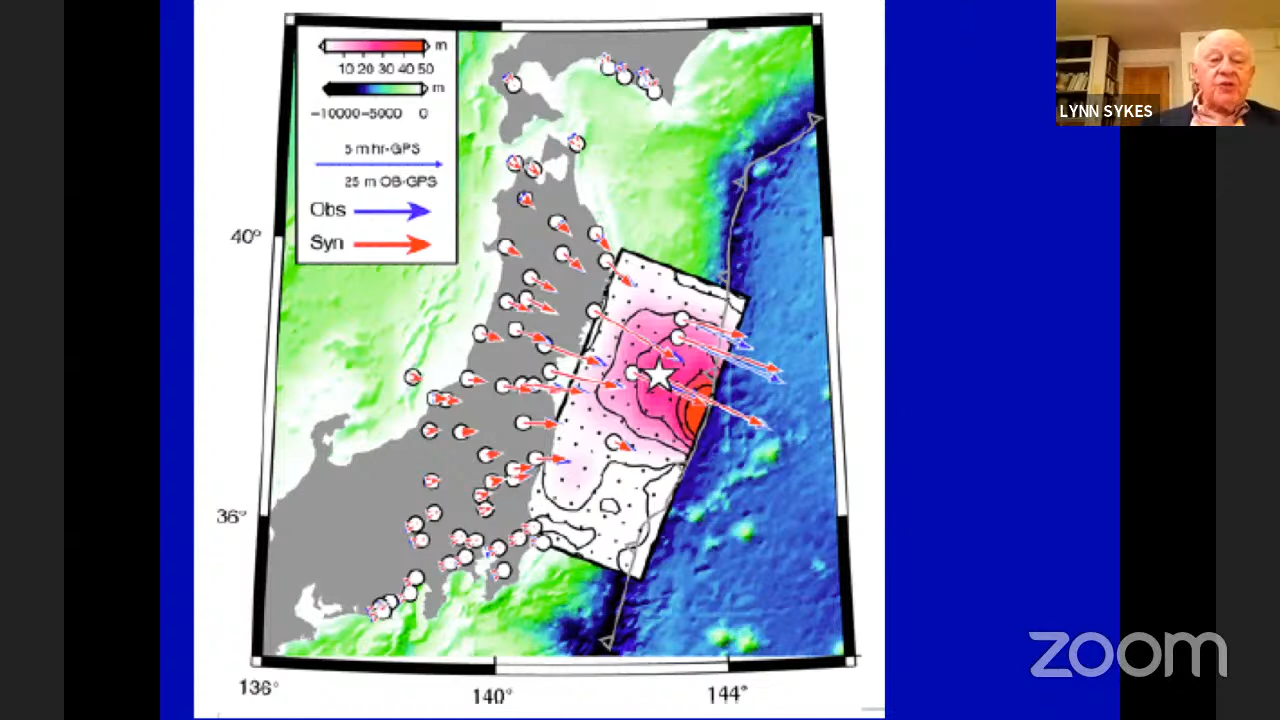 m
10 20 30 40 50
m
−10000−5000 0
5 m hr-GPS
25 m OB-GPS
Obs
Syn
40°
36°
136°
140°
144°
LYNN SYKES
zoom